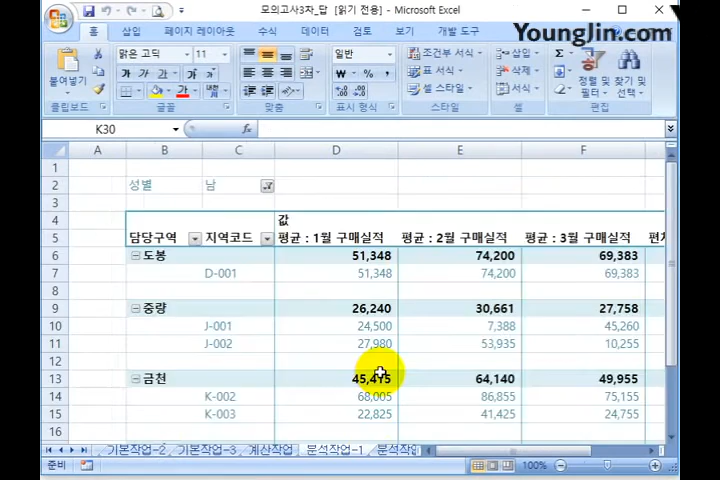 모의고사3차_답 [읽기 전용] - Microsoft Excel
YoungJin.com
홈 삽입 페이지 레이아웃 수식 데이터 검토 보기 개발 도구
붙여넣기
클립보드
맑은 고딕 11
가 가 가 가 가
가 내천
글꼴
맞춤
일반
% ,
표시 형식
조건부 서식
표 서식
셀 스타일
스타일
삽입
삭제
서식
셀
Σ
정렬 및 필터
찾기 및 선택
편집
K30 fx
A B C D E F
1
2 성별 남
3
4 값
5 담당구역 지역코드 평균 : 1월 구매실적 평균 : 2월 구매실적 평균 : 3월 구매실적
6 도봉 51,348 74,200 69,383
7 D-001 51,348 74,200 69,383
8
9 중량 26,240 30,661 27,758
10 J-001 24,500 7,388 45,260
11 J-002 27,980 53,935 10,255
12
13 금천 45,415 64,140 49,955
14 K-002 68,005 86,855 75,155
15 K-003 22,825 41,425 24,755
16
기본작업-2 기본작업-3 계산작업 분석작업-1
준비 100%